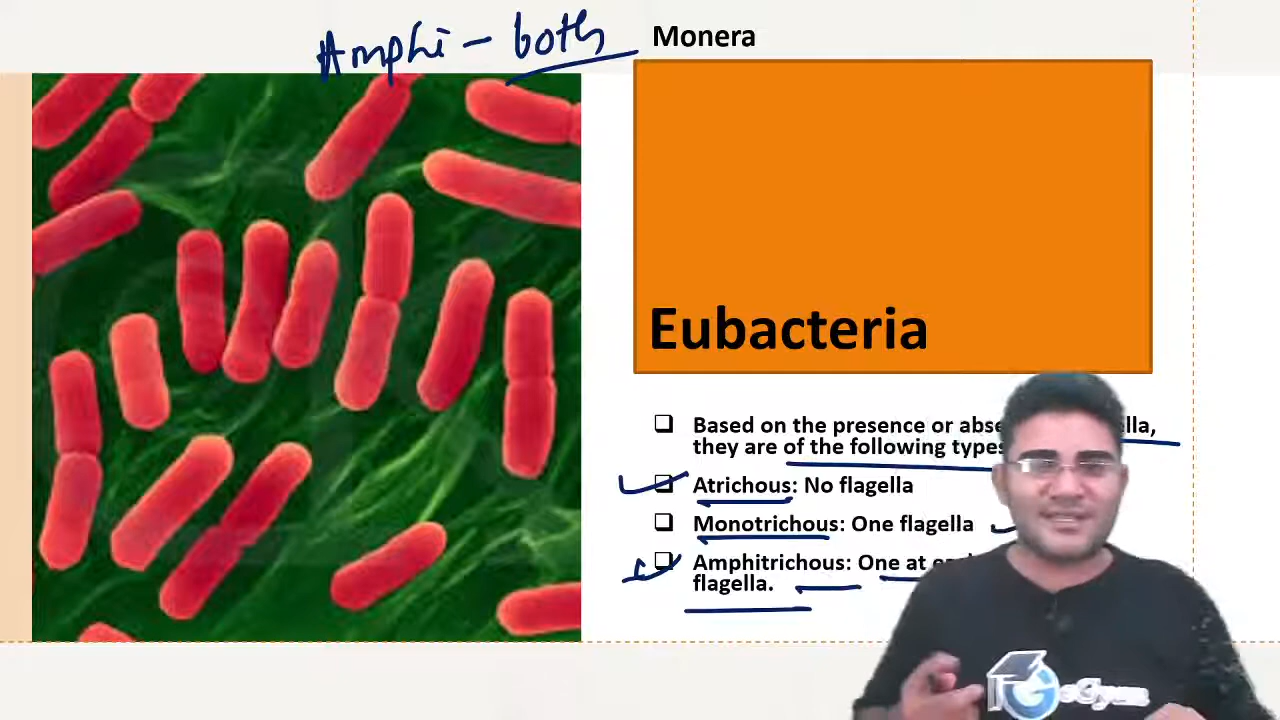 Amphi - both
Monera
Eubacteria
Based on the presence or abse lla,
they are of the following types
Atrichous: No flagella
Monotrichous: One flagella
Amphitrichous: One at
flagella.
eGyan